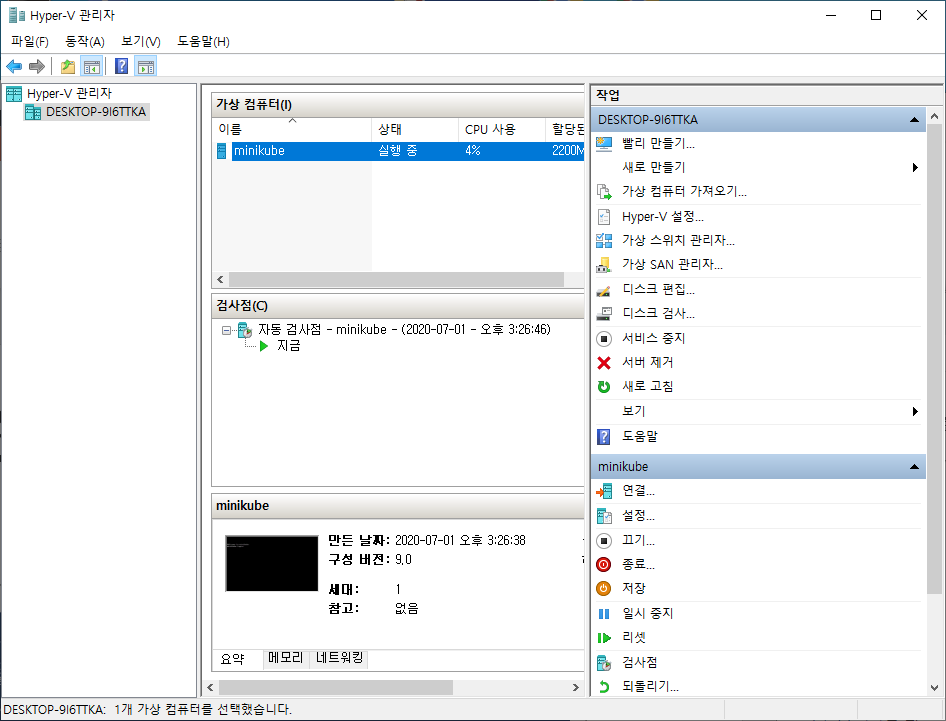 Hyper-V 관리자
파일(F) 동작(A) 보기(V) 도움말(H)
Hyper-V 관리자
DESKTOP-9I6TTKA
가상 컴퓨터(I)
이름 상태 CPU 사용 할당된
minikube 실행 중 4% 2200M
검사점(C)
자동 검사점 - minikube - (2020-07-01 - 오후 3:26:46)
지금
minikube
만든 날짜: 2020-07-01 오후 3:26:38
구성 버전: 9.0
세대: 1
참고: 없음
요약 메모리 네트워킹
작업
DESKTOP-9I6TTKA
빨리 만들기...
새로 만들기
가상 컴퓨터 가져오기...
Hyper-V 설정...
가상 스위치 관리자...
가상 SAN 관리자...
디스크 편집...
디스크 검사...
서비스 중지
서버 제거
새로 고침
보기
도움말
minikube
연결...
설정...
끄기...
종료...
저장
일시 중지
리셋
검사점
되돌리기...
DESKTOP-9I6TTKA: 1개 가상 컴퓨터를 선택했습니다.